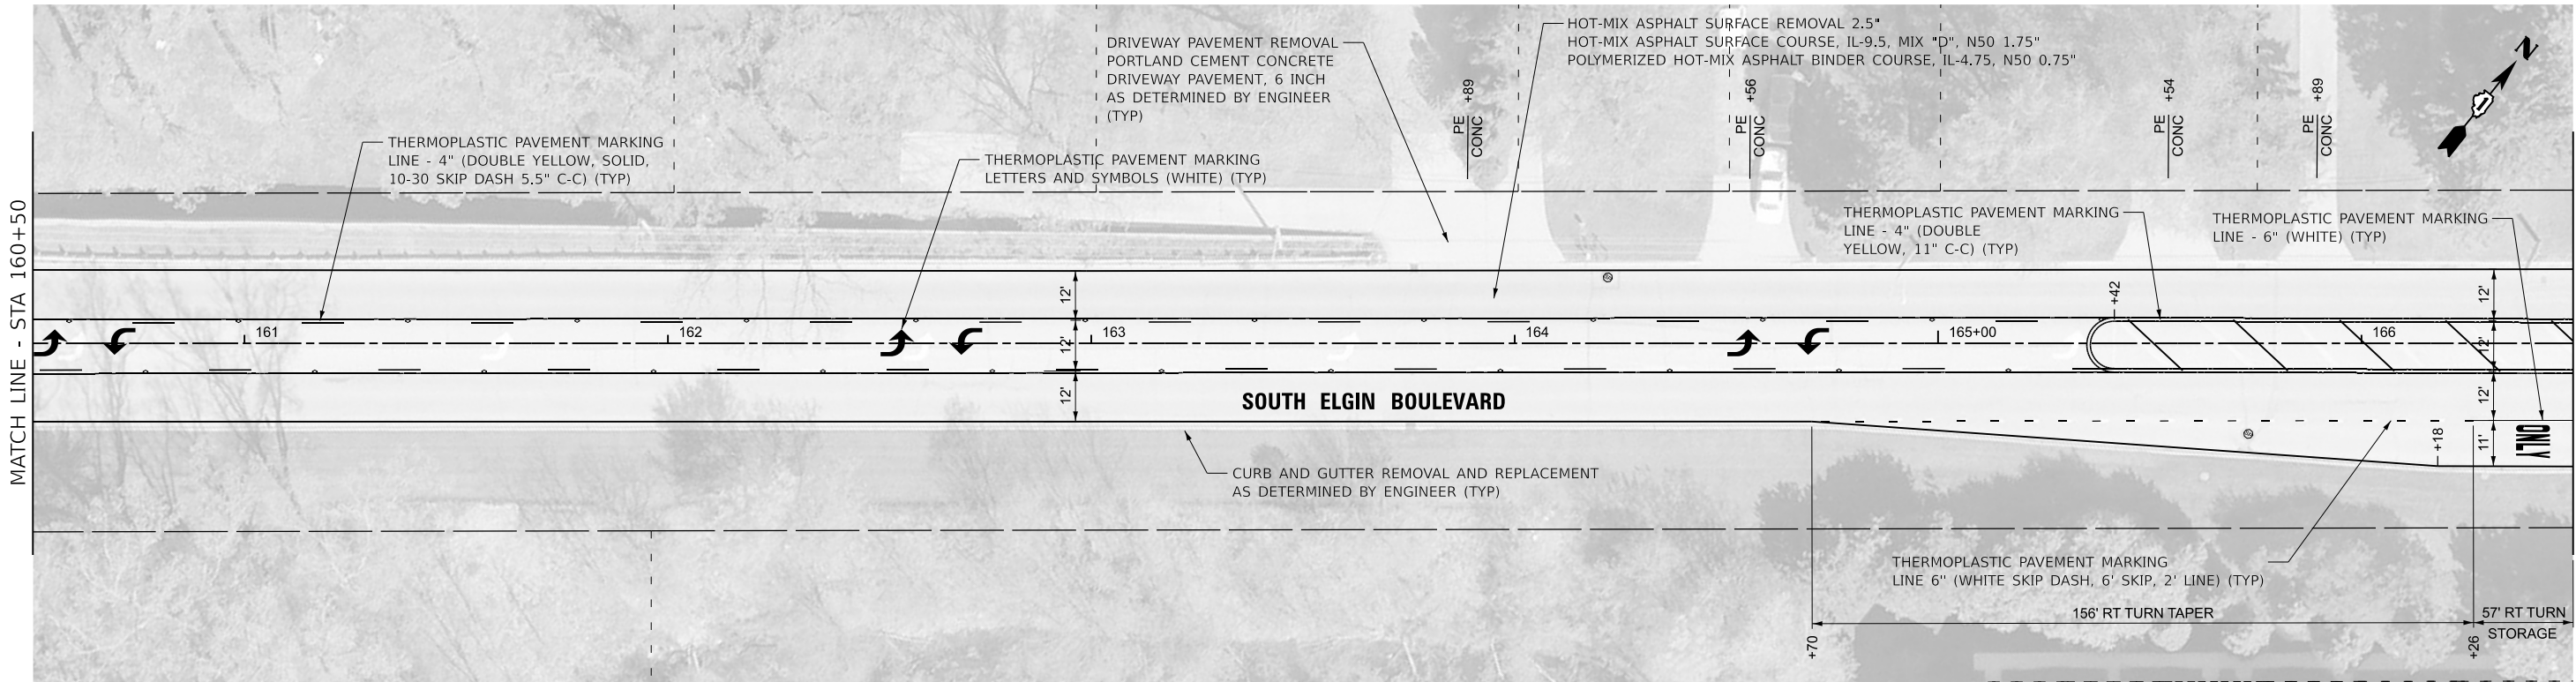 HOT-MIX ASPHALT SURFACE REMOVAL 2.5"
HOT-MIX ASPHALT SURFACE COURSE, IL-9.5, MIX "D", N50 1.75"
POLYMERIZED HOT-MIX ASPHALT BINDER COURSE, IL-4.75, N50 0.75"
DRIVEWAY PAVEMENT REMOVAL
PORTLAND CEMENT CONCRETE
DRIVEWAY PAVEMENT, 6 INCH
AS DETERMINED BY ENGINEER
(TYP)
N
PE +89
CONC
PE +56
CONC
PE +54
CONC
PE +89
CONC
THERMOPLASTIC PAVEMENT MARKING
LINE - 4" (DOUBLE YELLOW, SOLID,
10-30 SKIP DASH 5.5" C-C) (TYP)
THERMOPLASTIC PAVEMENT MARKING
LETTERS AND SYMBOLS (WHITE) (TYP)
THERMOPLASTIC PAVEMENT MARKING
LINE - 4" (DOUBLE
YELLOW, 11" C-C) (TYP)
THERMOPLASTIC PAVEMENT MARKING
LINE - 6" (WHITE) (TYP)
MATCH LINE - STA 160+50
12'
12'
12'
+42
12'
12'
12'
11'
161
162
163
164
165+00
166
SOUTH ELGIN BOULEVARD
ONLY
+18
CURB AND GUTTER REMOVAL AND REPLACEMENT
AS DETERMINED BY ENGINEER (TYP)
THERMOPLASTIC PAVEMENT MARKING
LINE 6" (WHITE SKIP DASH, 6' SKIP, 2' LINE) (TYP)
156' RT TURN TAPER
57' RT TURN
STORAGE
+70
+26